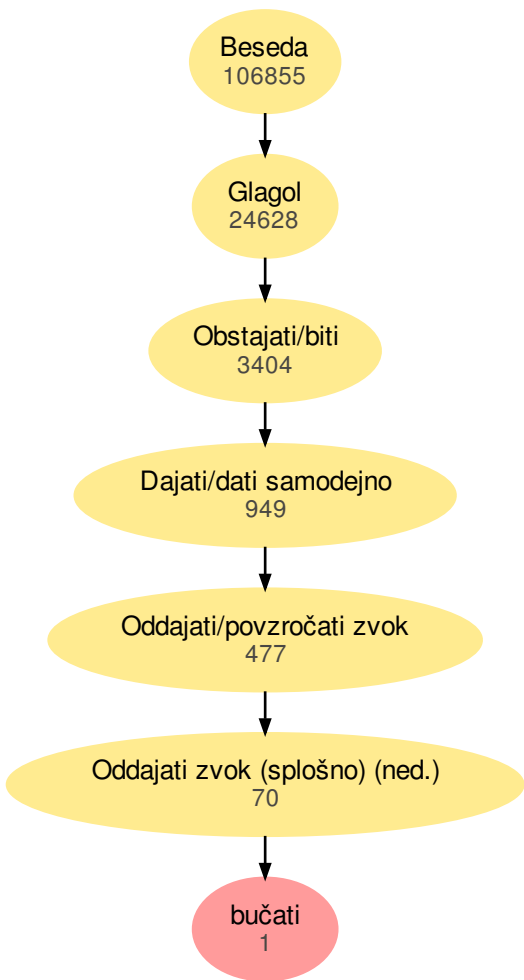 Beseda
106855
Glagol
24628
Obstajati/biti
3404
Dajati/dati samodejno
949
Oddajati/povzročati zvok
477
Oddajati zvok (splošno) (ned.)
70
bučati
1